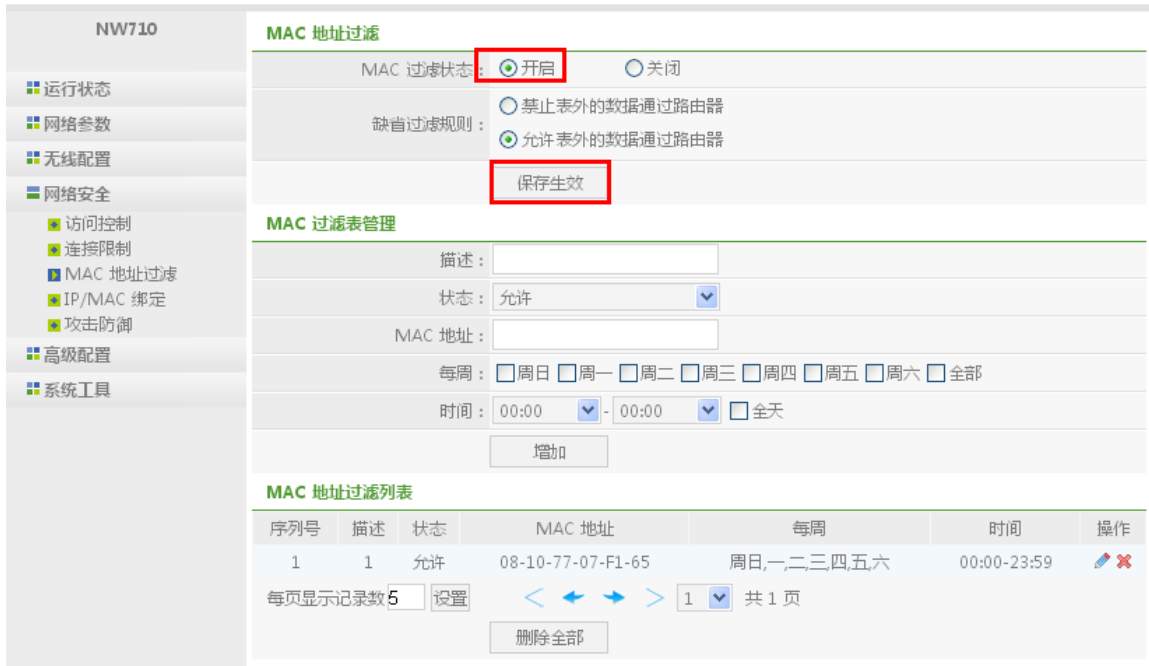 NW710
运行状态
网络参数
无线配置
网络安全
访问控制
连接限制
MAC 地址过滤
IP/MAC 绑定
攻击防御
高级配置
系统工具
MAC 地址过滤
MAC 过滤状态： 开启 关闭
缺省过滤规则： 禁止表外的数据通过路由器
允许表外的数据通过路由器
保存生效
MAC 过滤表管理
描述：
状态： 允许
MAC 地址：
每周： 周日 周一 周二 周三 周四 周五 周六 全部
时间： 00:00 - 00:00 全天
增加
MAC 地址过滤列表
序列号 描述 状态 MAC 地址 每周 时间 操作
1 1 允许 08-10-77-07-F1-65 周日,一,二,三,四,五,六 00:00-23:59
每页显示记录数 5 设置 1 共 1 页
删除全部